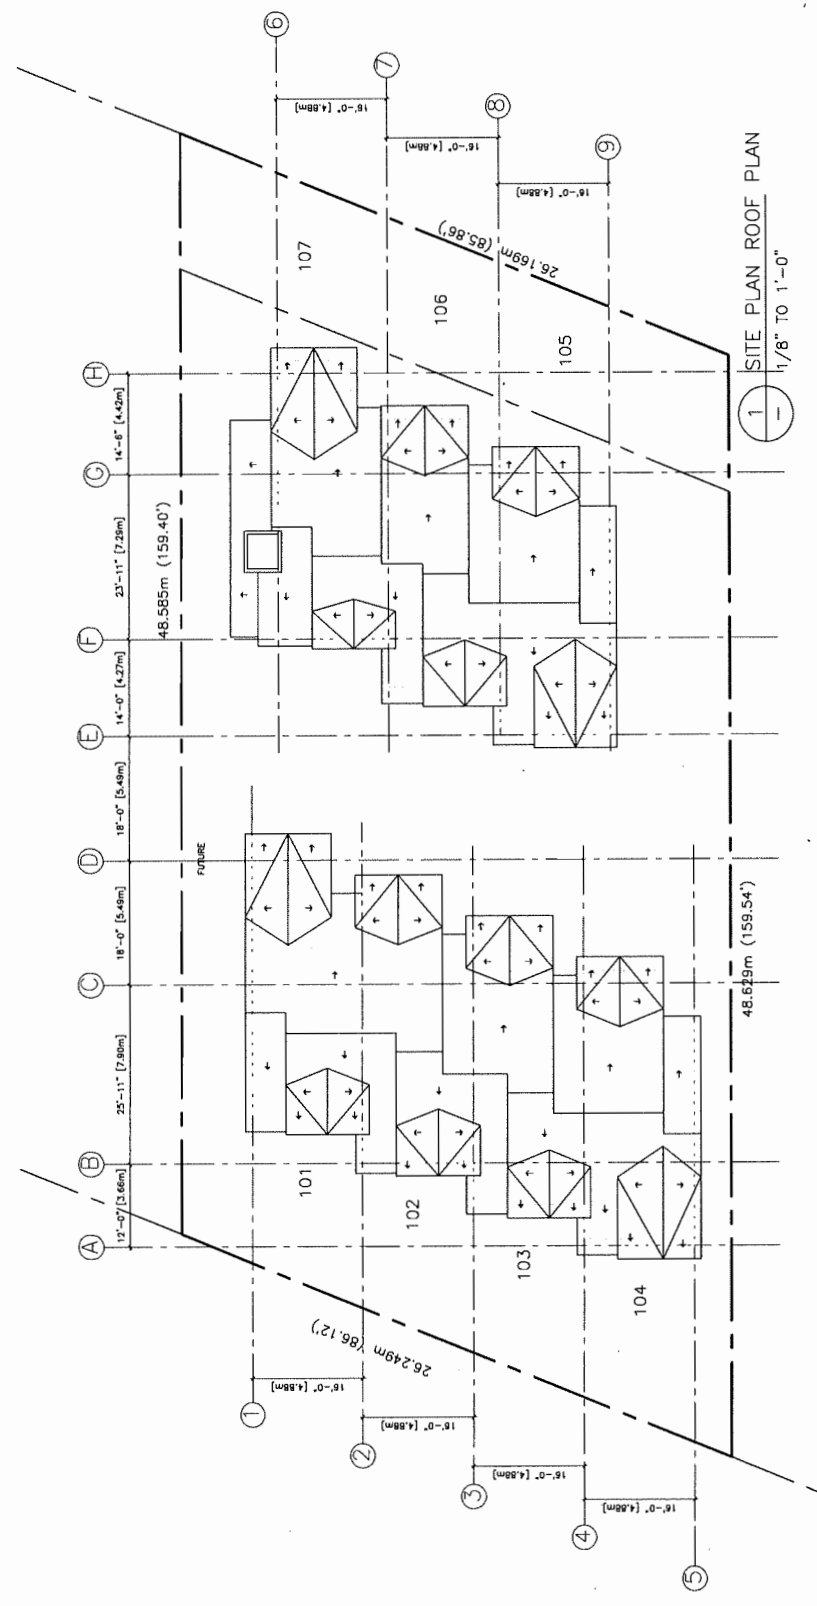 A
B
C
D
E
F
G
H
12'-0" [3.66m]
25'-11" [7.90m]
18'-0" [5.49m]
18'-0" [5.49m]
14'-0" [4.27m]
23'-11" [7.29m]
14'-6" [4.42m]
48.585m (159.40')
FUTURE
1
2
3
4
5
16'-0" [4.88m]
16'-0" [4.88m]
16'-0" [4.88m]
16'-0" [4.88m]
26.249m (86.12')
101
102
103
104
6
7
8
9
16'-0" [4.88m]
16'-0" [4.88m]
16'-0" [4.88m]
26.169m (85.86')
107
106
105
48.629m (159.54')
1
–
SITE PLAN ROOF PLAN
1/8" TO 1'-0"